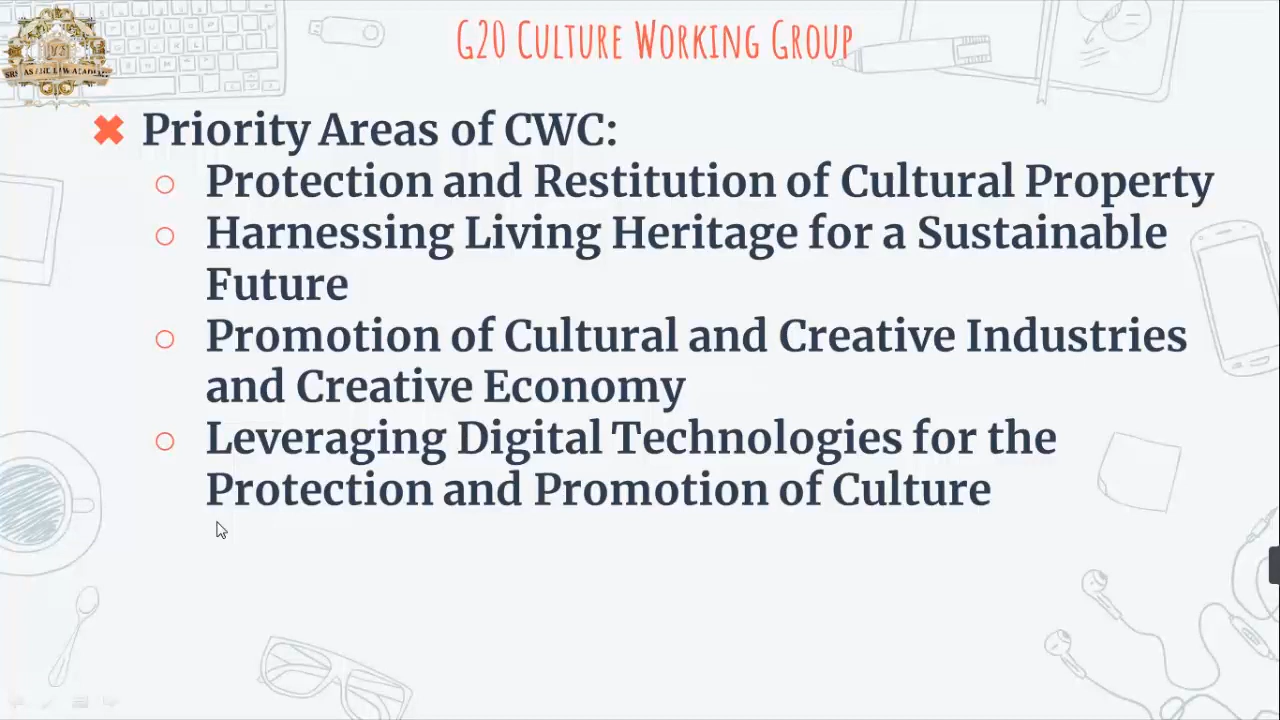 G20 Culture Working Group
Priority Areas of CWC:
Protection and Restitution of Cultural Property
Harnessing Living Heritage for a Sustainable
Future
Promotion of Cultural and Creative Industries
and Creative Economy
Leveraging Digital Technologies for the
Protection and Promotion of Culture